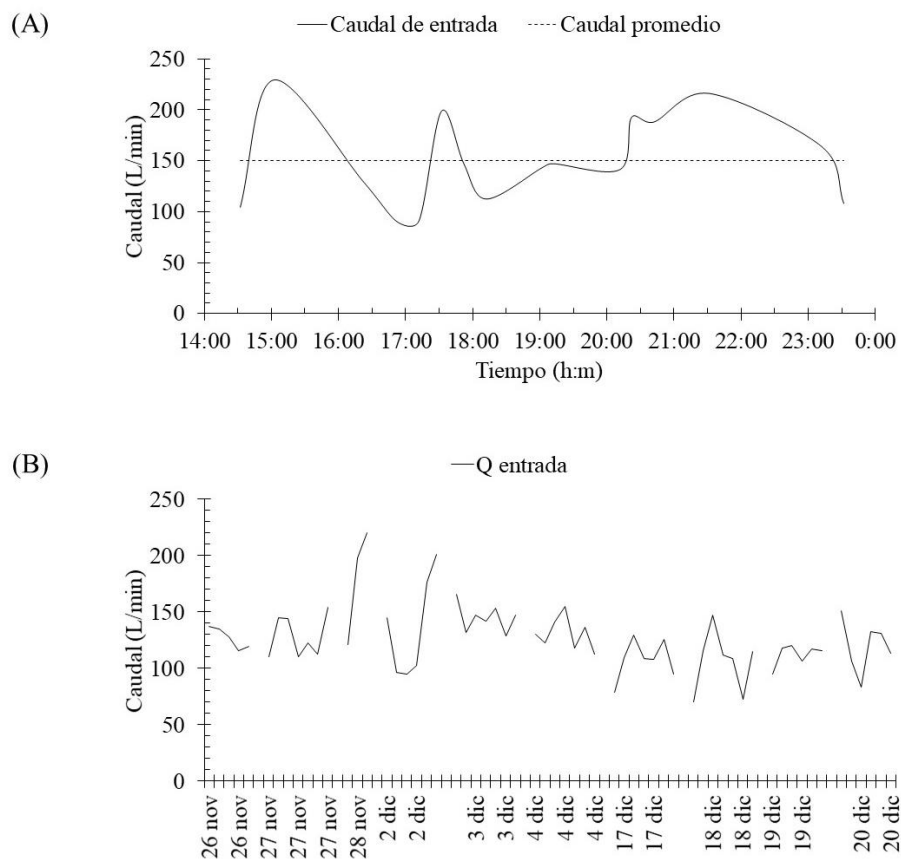 (A)
Caudal de entrada Caudal promedio
250
200
150
100
50
0
Caudal (L/min)
14:00 15:00 16:00 17:00 18:00 19:00 20:00 21:00 22:00 23:00 0:00
Tiempo (h:m)
(B)
Q entrada
250
200
150
100
50
0
Caudal (L/min)
26 nov
26 nov
27 nov
27 nov
27 nov
28 nov
2 dic
2 dic
3 dic
3 dic
4 dic
4 dic
4 dic
17 dic
17 dic
18 dic
18 dic
19 dic
19 dic
20 dic
20 dic